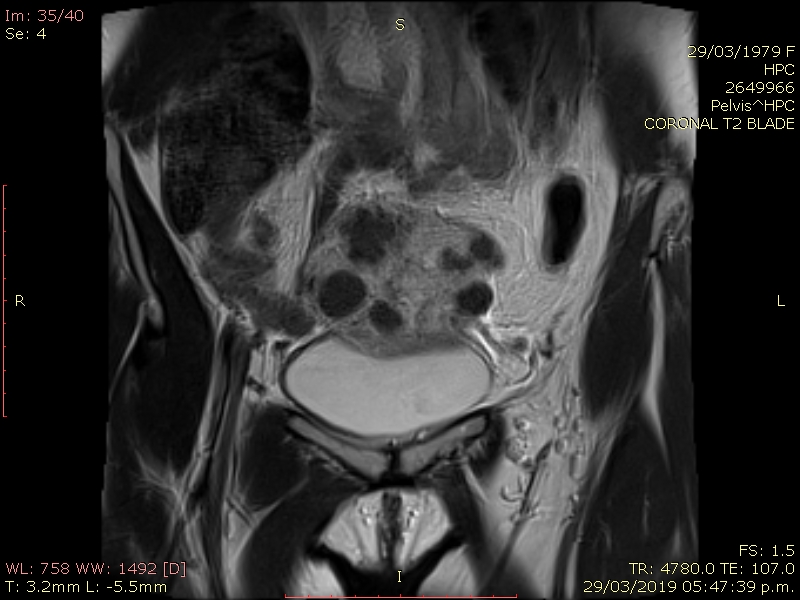 Im: 35/40
Se: 4
S
29/03/1979 F
HPC
2649966
Pelvis^HPC
CORONAL T2 BLADE
R
L
WL: 758 WW: 1492 [D]
T: 3.2mm L: -5.5mm
I
FS: 1.5
TR: 4780.0 TE: 107.0
29/03/2019 05:47:39 p.m.